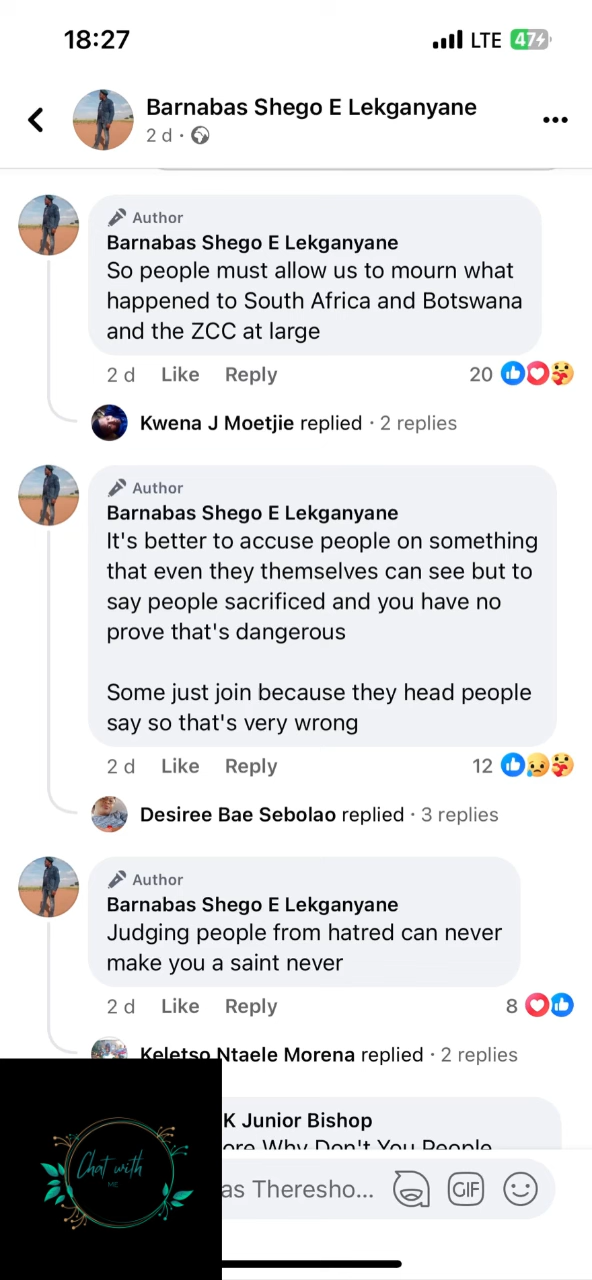 18:27
LTE
47
Barnabas Shego E Lekganyane
2 d ·
Author
Barnabas Shego E Lekganyane
So people must allow us to mourn what
happened to South Africa and Botswana
and the ZCC at large
2 d Like Reply 20
Kwena J Moetjie replied · 2 replies
Author
Barnabas Shego E Lekganyane
It's better to accuse people on something
that even they themselves can see but to
say people sacrificed and you have no
prove that's dangerous
Some just join because they head people
say so that's very wrong
2 d Like Reply 12
Desiree Bae Sebolao replied · 3 replies
Author
Barnabas Shego E Lekganyane
Judging people from hatred can never
make you a saint never
2 d Like Reply 8
Keletso Ntaele Morena replied · 2 replies
K Junior Bishop
ore Why Don't You People
as Theresho...
GIF
Chat with
ME